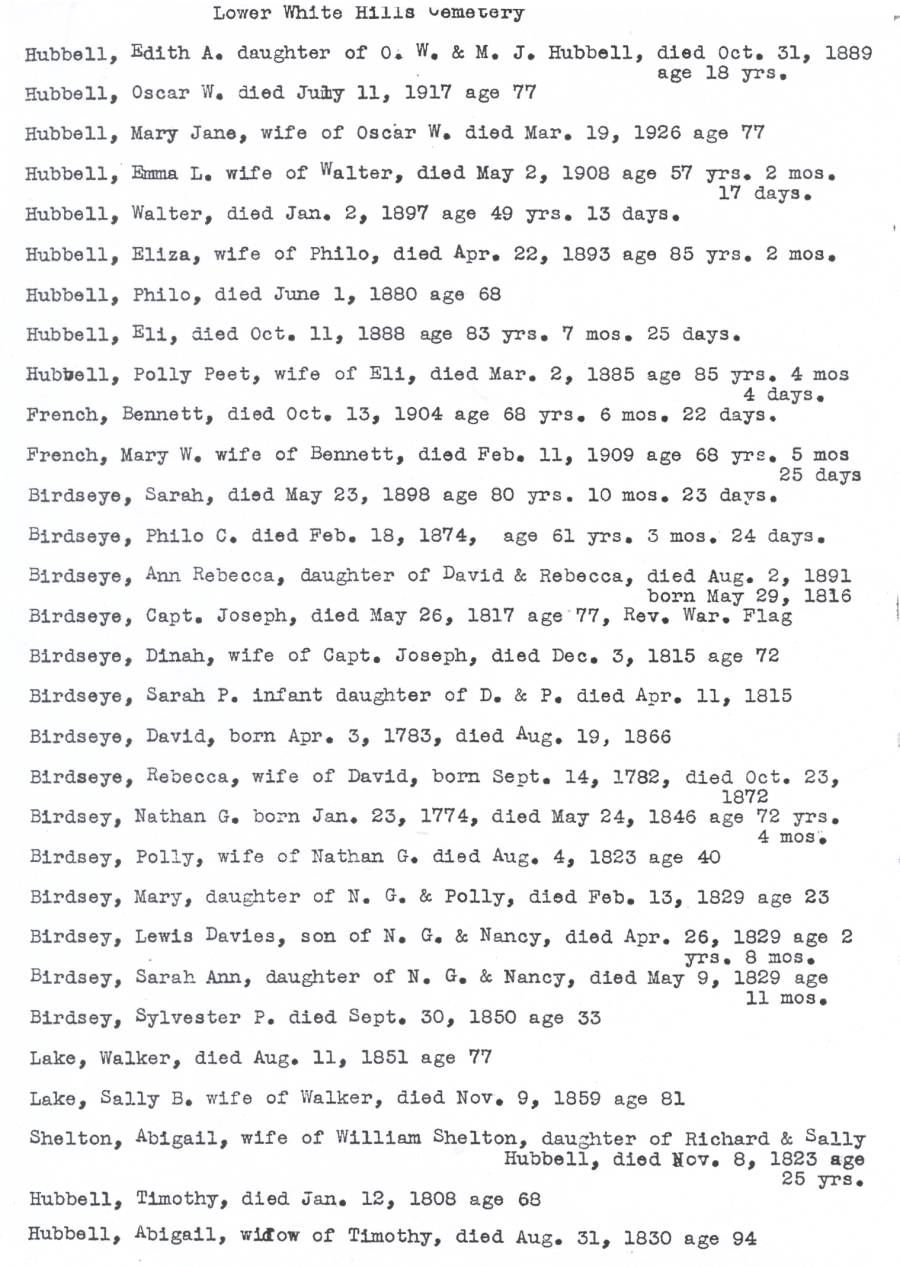 Lower White Hills Cemetery
Hubbell, Edith A. daughter of O. W. & M. J. Hubbell, died Oct. 31, 1889
age 18 yrs.
Hubbell, Oscar W. died July 11, 1917 age 77
Hubbell, Mary Jane, wife of Oscar W. died Mar. 19, 1926 age 77
Hubbell, Emma L. wife of Walter, died May 2, 1908 age 57 yrs. 2 mos.
17 days.
Hubbell, Walter, died Jan. 2, 1897 age 49 yrs. 13 days.
Hubbell, Eliza, wife of Philo, died Apr. 22, 1893 age 85 yrs. 2 mos.
Hubbell, Philo, died June 1, 1880 age 68
Hubbell, Eli, died Oct. 11, 1888 age 83 yrs. 7 mos. 25 days.
Hubbell, Polly Peet, wife of Eli, died Mar. 2, 1885 age 85 yrs. 4 mos
4 days.
French, Bennett, died Oct. 13, 1904 age 68 yrs. 6 mos. 22 days.
French, Mary W. wife of Bennett, died Feb. 11, 1909 age 68 yrs. 5 mos
25 days
Birdseye, Sarah, died May 23, 1898 age 80 yrs. 10 mos. 23 days.
Birdseye, Philo C. died Feb. 18, 1874, age 61 yrs. 3 mos. 24 days.
Birdseye, Ann Rebecca, daughter of David & Rebecca, died Aug. 2, 1891
born May 29, 1816
Birdseye, Capt. Joseph, died May 26, 1817 age 77, Rev. War. Flag
Birdseye, Dinah, wife of Capt. Joseph, died Dec. 3, 1815 age 72
Birdseye, Sarah P. infant daughter of D. & P. died Apr. 11, 1815
Birdseye, David, born Apr. 3, 1783, died Aug. 19, 1866
Birdseye, Rebecca, wife of David, born Sept. 14, 1782, died Oct. 23,
1872
Birdsey, Nathan G. born Jan. 23, 1774, died May 24, 1846 age 72 yrs.
4 mos.
Birdsey, Polly, wife of Nathan G. died Aug. 4, 1823 age 40
Birdsey, Mary, daughter of N. G. & Polly, died Feb. 13, 1829 age 23
Birdsey, Lewis Davies, son of N. G. & Nancy, died Apr. 26, 1829 age 2
yrs. 8 mos.
Birdsey, Sarah Ann, daughter of N. G. & Nancy, died May 9, 1829 age
11 mos.
Birdsey, Sylvester P. died Sept. 30, 1850 age 33
Lake, Walker, died Aug. 11, 1851 age 77
Lake, Sally B. wife of Walker, died Nov. 9, 1859 age 81
Shelton, Abigail, wife of William Shelton, daughter of Richard & Sally
Hubbell, died Nov. 8, 1823 age
25 yrs.
Hubbell, Timothy, died Jan. 12, 1808 age 68
Hubbell, Abigail, widow of Timothy, died Aug. 31, 1830 age 94